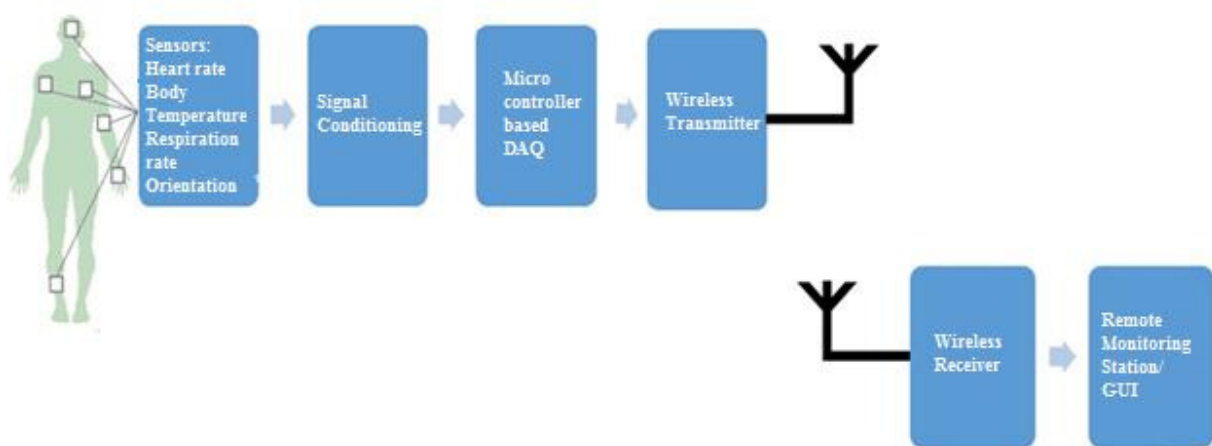 Sensors:
Heart rate
Body
Temperature
Respiration
rate
Orientation
Signal
Conditioning
Micro
controller
based
DAQ
Wireless
Transmitter
Wireless
Receiver
Remote
Monitoring
Station/
GUI